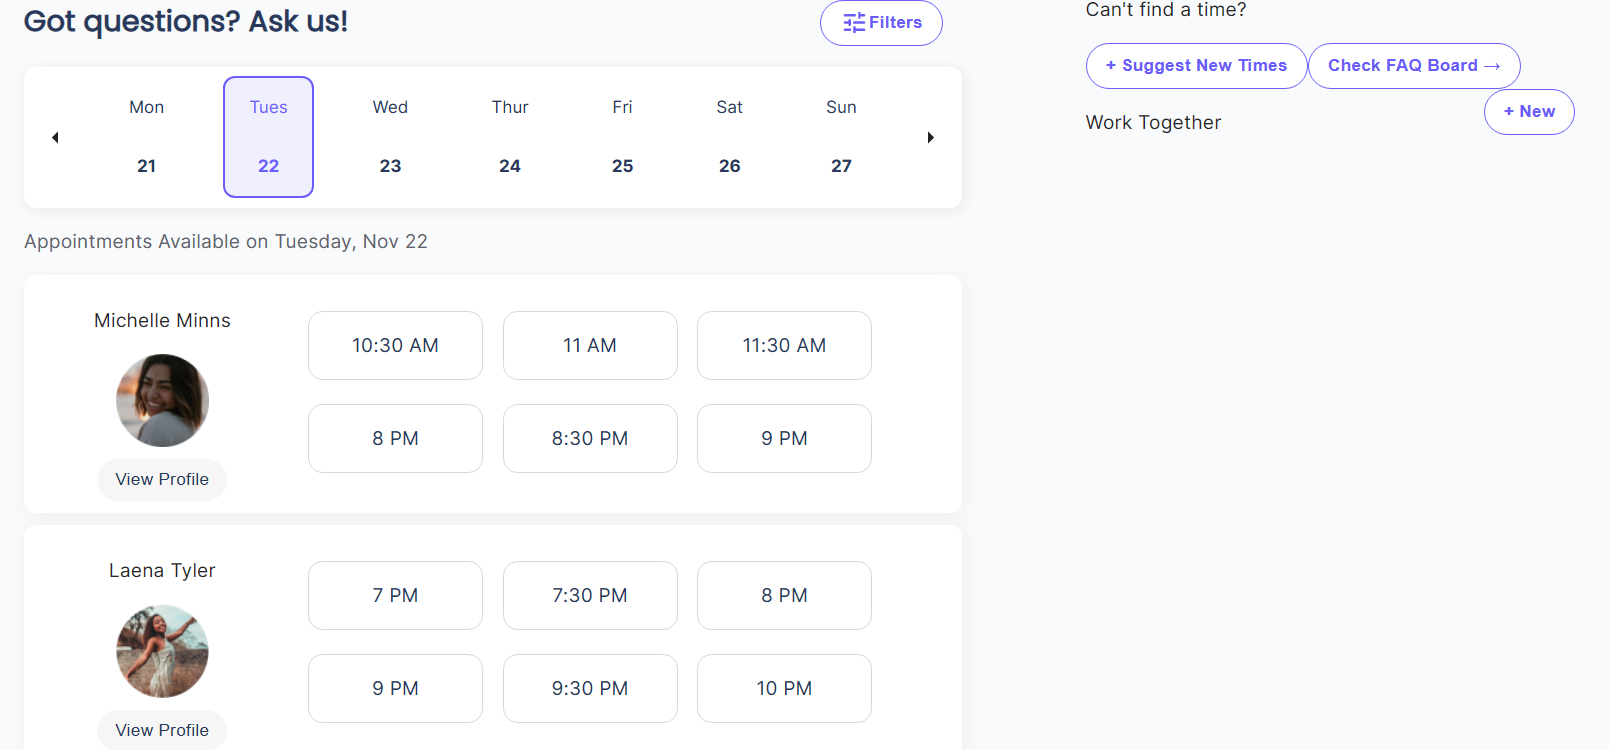 Got questions? Ask us!
Filters
Mon Tues Wed Thur Fri Sat Sun
21 22 23 24 25 26 27
Appointments Available on Tuesday, Nov 22
Michelle Minns
10:30 AM 11 AM 11:30 AM
8 PM 8:30 PM 9 PM
View Profile
Laena Tyler
7 PM 7:30 PM 8 PM
9 PM 9:30 PM 10 PM
View Profile
Can't find a time?
+ Suggest New Times
Check FAQ Board →
+ New
Work Together